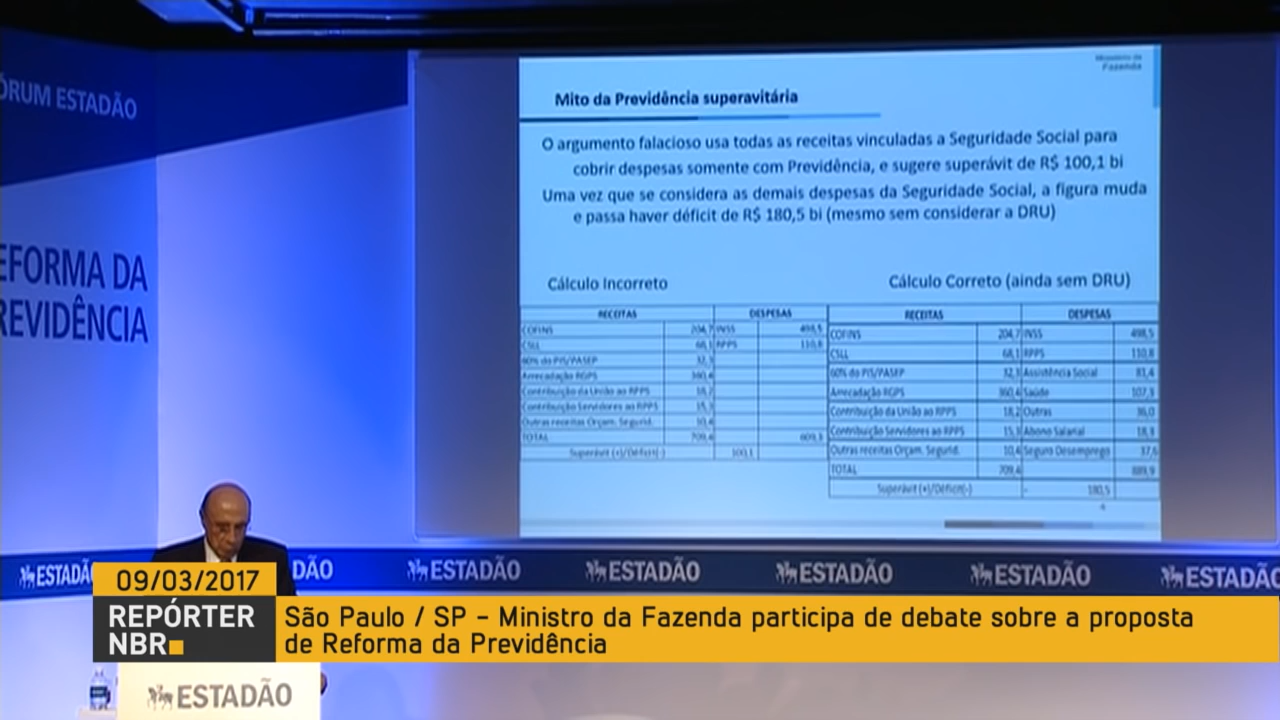 ÓRUM ESTADÃO
EFORMA DA
REVIDÊNCIA
Ministério da
Fazenda
Mito da Previdência superavitária
O argumento falacioso usa todas as receitas vinculadas a Seguridade Social para
cobrir despesas somente com Previdência, e sugere superávit de R$ 100,1 bi
Uma vez que se considera as demais despesas da Seguridade Social, a figura muda
e passa haver déficit de R$ 180,5 bi (mesmo sem considerar a DRU)
Cálculo Incorreto
RECEITAS DESPESAS
COFINS 204,7 INSS 498,5
CSLL 68,1 RPPS 110,8
60% do PIS/PASEP 32,3
Arrecadação RGPS 360,4
Contribuição da União ao RPPS 18,2
Contribuição Servidores ao RPPS 15,3
Outras receitas Orçam. Segurid. 10,4
TOTAL 709,4 609,3
Superávit (+)/Déficit(-) 100,1
Cálculo Correto (ainda sem DRU)
RECEITAS DESPESAS
COFINS 204,7 INSS 498,5
CSLL 68,1 RPPS 110,8
60% do PIS/PASEP 32,3 Assistência Social 81,4
Arrecadação RGPS 360,4 Saúde 107,3
Contribuição da União ao RPPS 18,2 Outras 36,0
Contribuição Servidores ao RPPS 15,3 Abono Salarial 18,3
Outras receitas Orçam. Segurid. 10,4 Seguro Desemprego 37,6
TOTAL 709,4 889,9
Superávit (+)/Déficit(-) - 180,5
ESTADÃO DÃO ESTADÃO ESTADÃO ESTADÃO ESTADÃO ESTADÃO
09/03/2017
REPÓRTER
NBR
São Paulo / SP - Ministro da Fazenda participa de debate sobre a proposta
de Reforma da Previdência
ESTADÃO